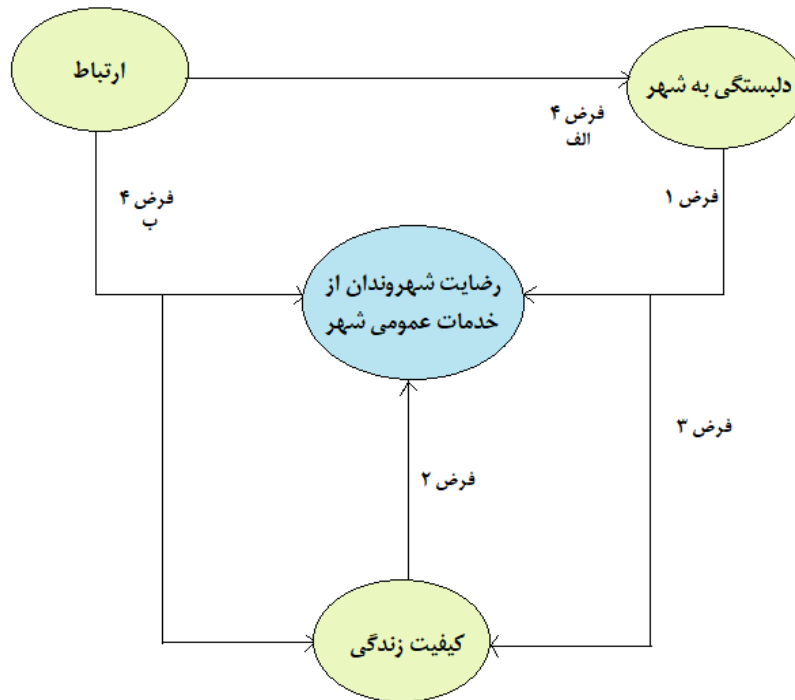 ارتباط
دلبستگی به شهر
فرض ۴
الف
فرض ۴
ب
فرض ۱
رضایت شهروندان از
خدمات عمومی شهر
فرض ۳
فرض ۲
کیفیت زندگی